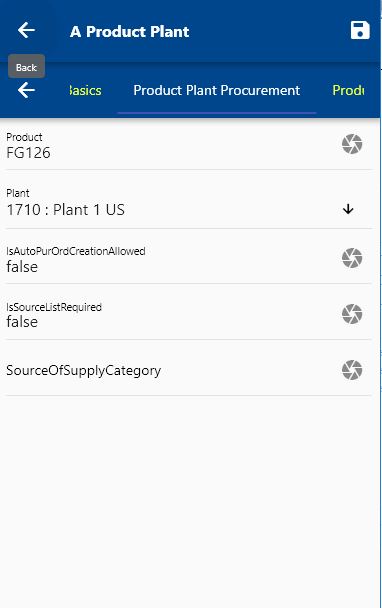 A Product Plant
Back
Basics Product Plant Procurement Produ
Product
FG126
Plant
1710 : Plant 1 US
IsAutoPurOrdCreationAllowed
false
IsSourceListRequired
false
SourceOfSupplyCategory